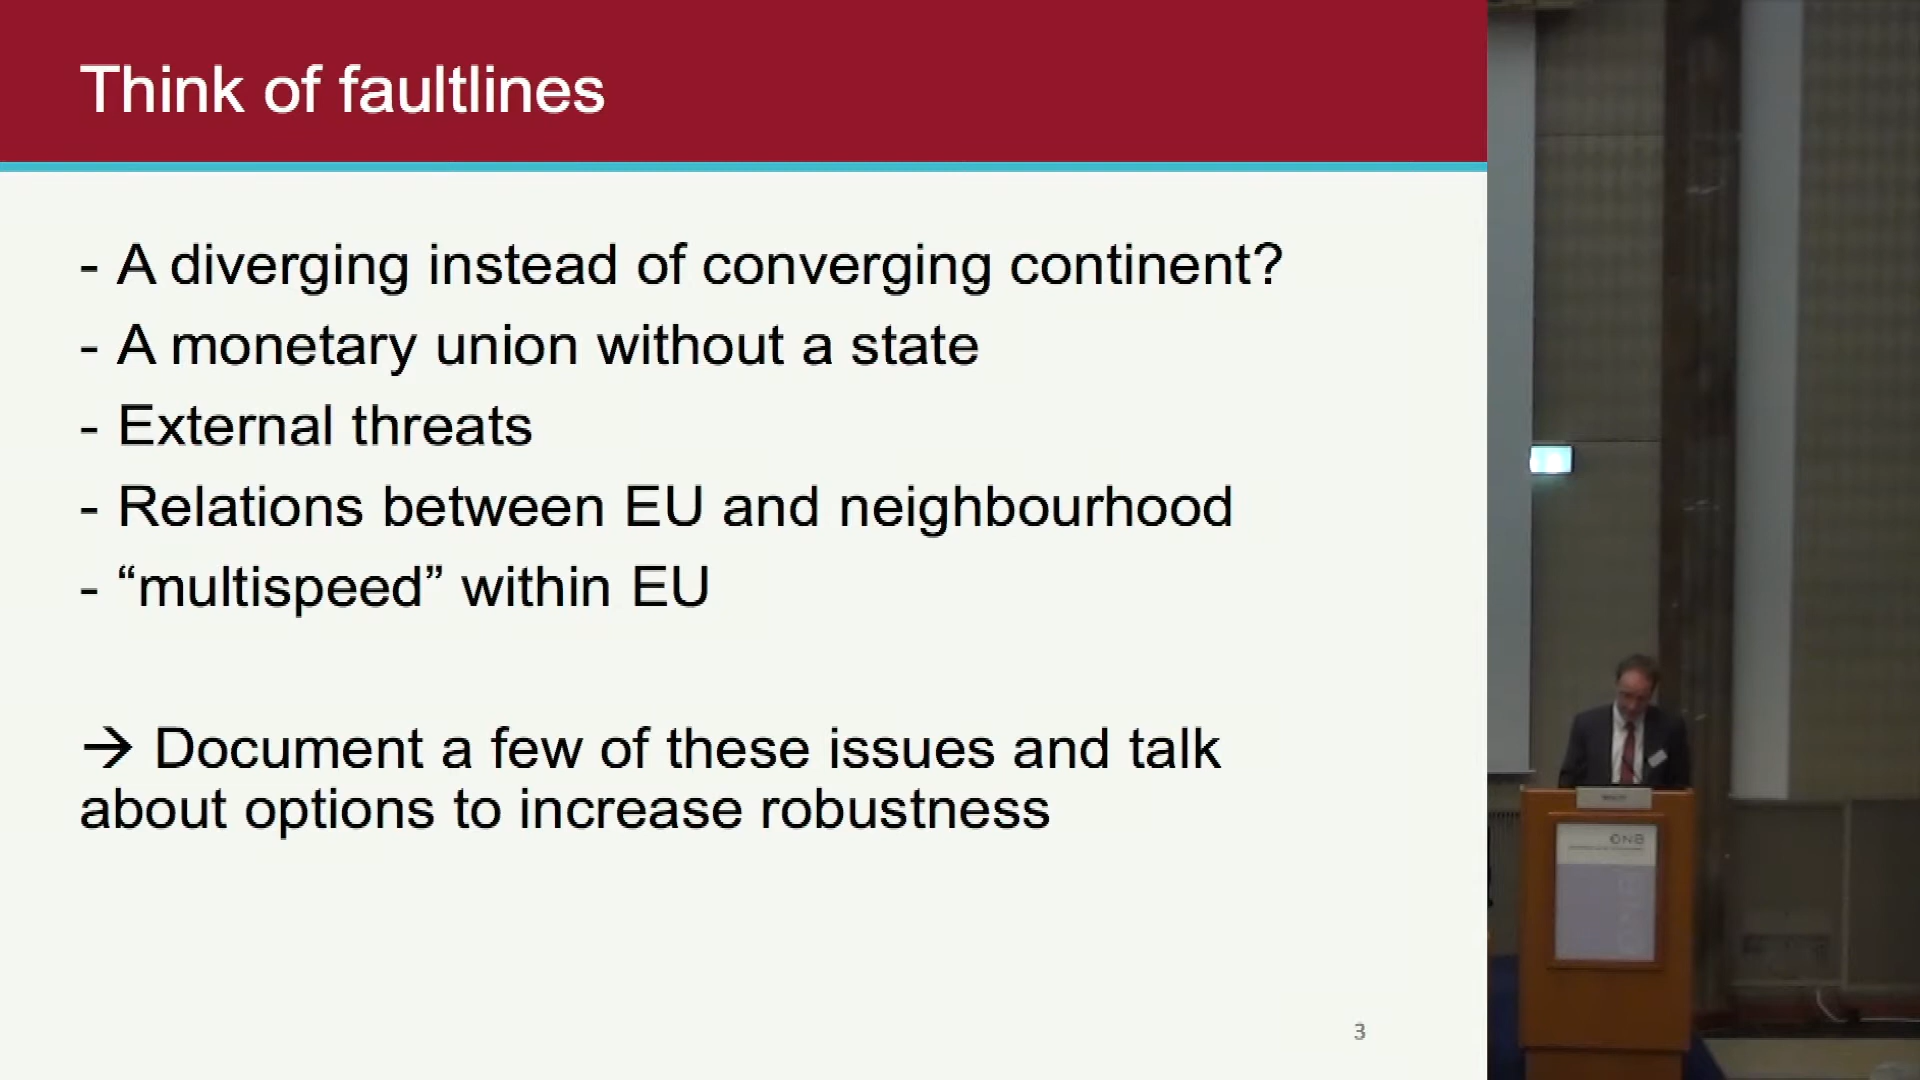 Think of faultlines
- A diverging instead of converging continent?
- A monetary union without a state
- External threats
- Relations between EU and neighbourhood
- “multispeed” within EU
→ Document a few of these issues and talk
about options to increase robustness
3
ONB